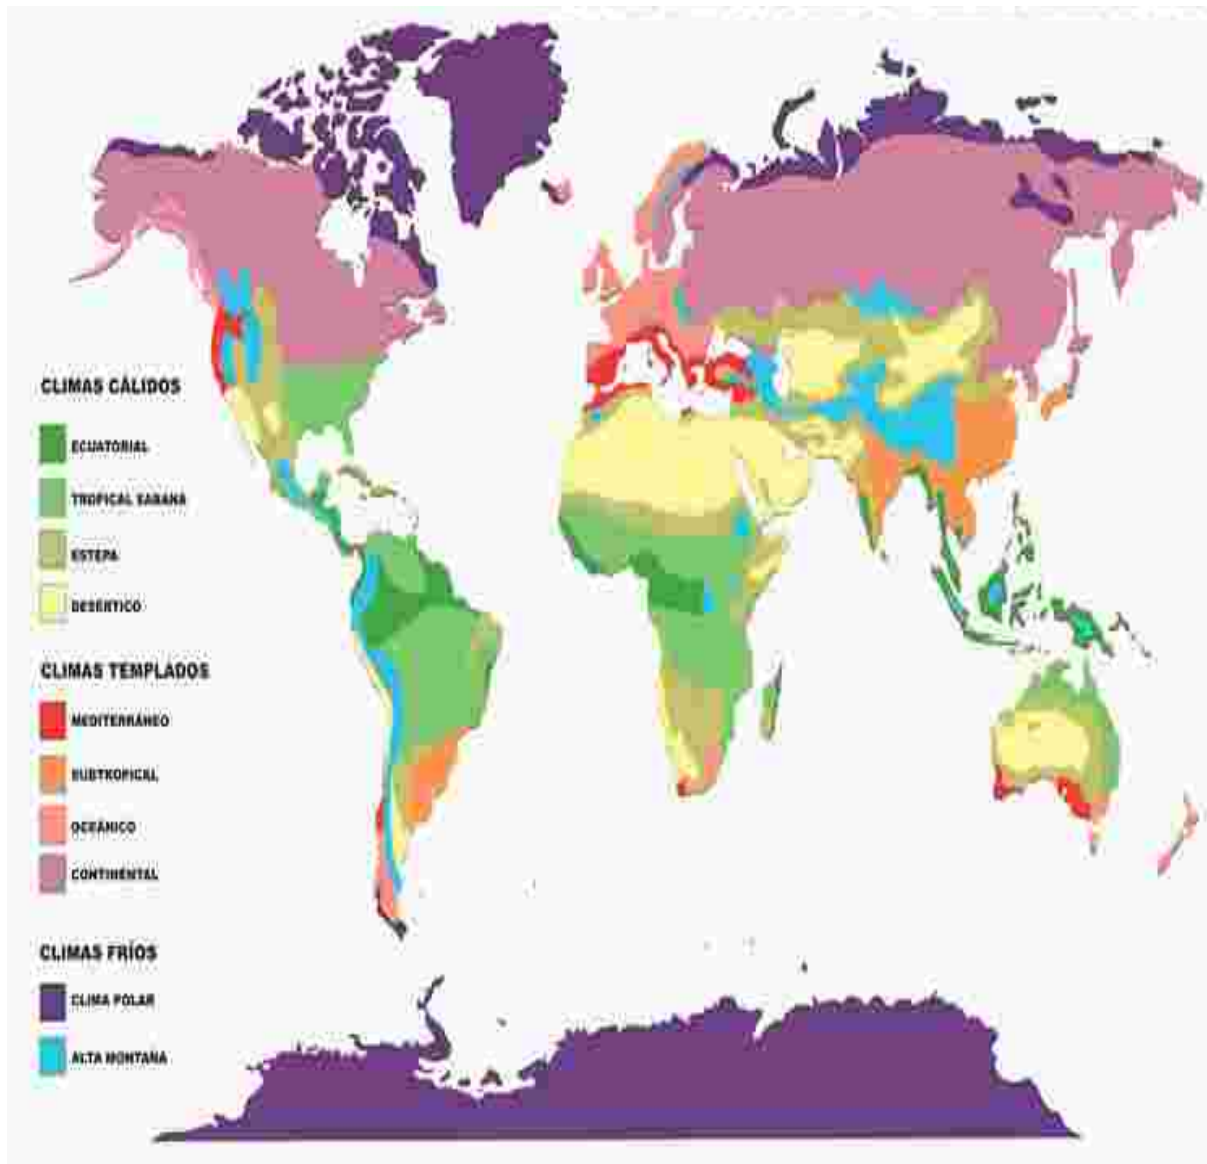 CLIMAS CÁLIDOS
ECUATORIAL
TROPICAL SABANA
ESTEPA
DESÉRTICO
CLIMAS TEMPLADOS
MEDITERRÁNEO
SUBTROPICAL
OCEÁNICO
CONTINENTAL
CLIMAS FRÍOS
CLIMA POLAR
ALTA MONTAÑA